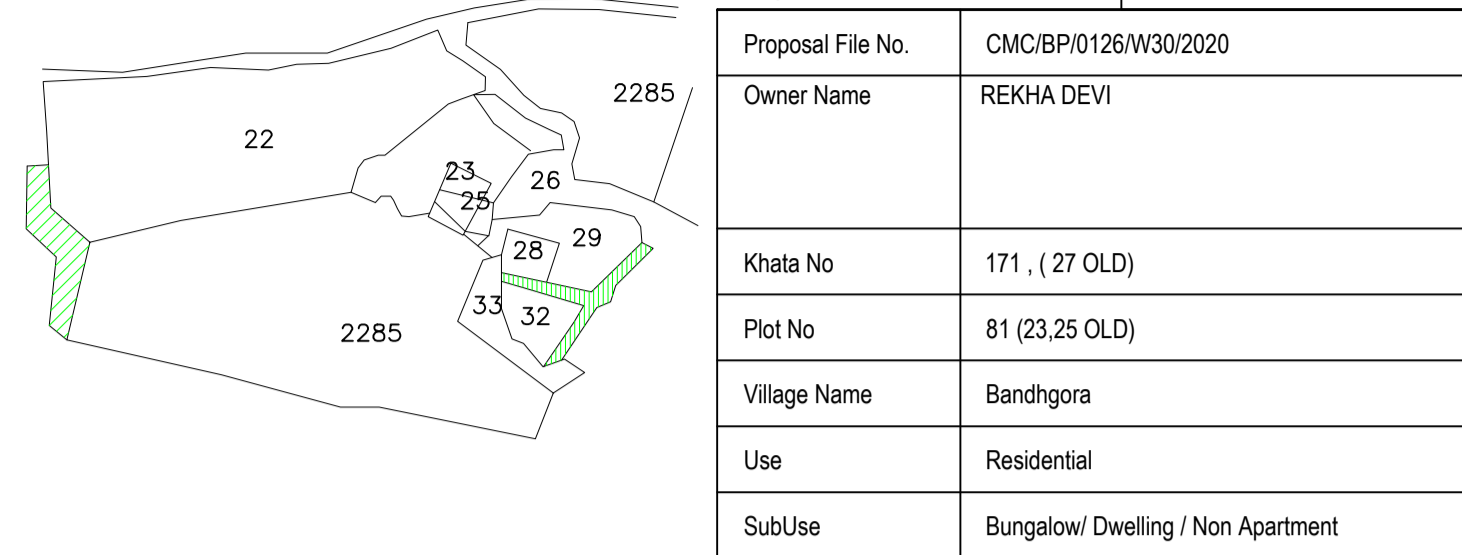 2285
22
23
26
25
29
28
33
32
2285
Proposal File No. CMC/BP/0126/W30/2020
Owner Name REKHA DEVI
Khata No 171 , ( 27 OLD)
Plot No 81 (23,25 OLD)
Village Name Bandhgora
Use Residential
SubUse Bungalow/ Dwelling / Non Apartment